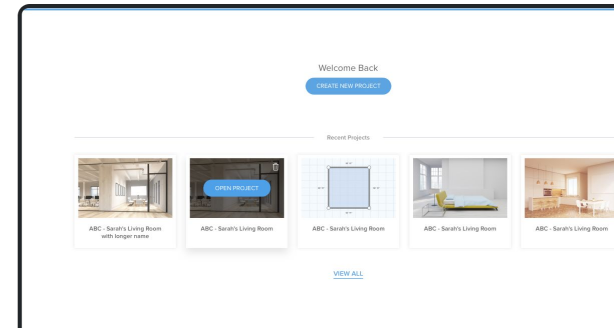 Welcome Back
CREATE NEW PROJECT
Recent Projects
OPEN PROJECT
ABC - Sarah's Living Room
with longer name
ABC - Sarah's Living Room
ABC - Sarah's Living Room
ABC - Sarah's Living Room
ABC - Sarah's Living Room
VIEW ALL